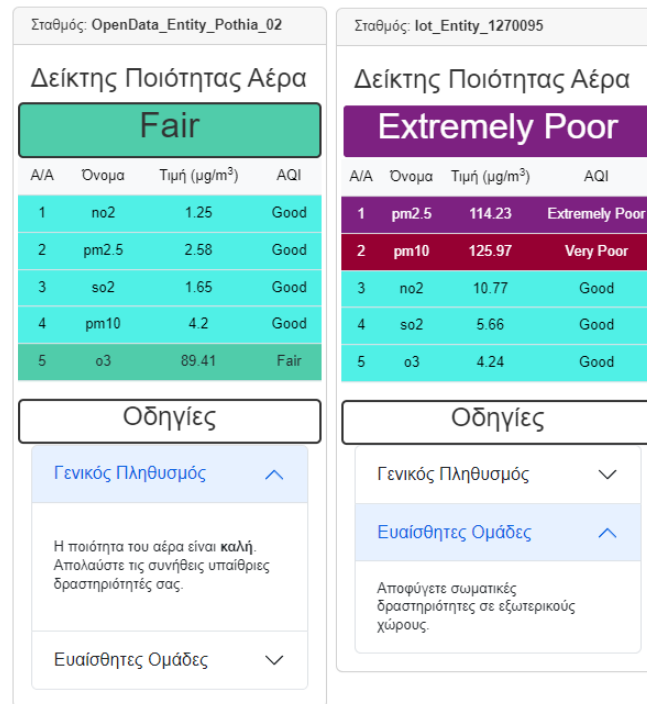 Σταθμός: OpenData_Entity_Pothia_02
Δείκτης Ποιότητας Αέρα
Fair
Α/Α Όνομα Τιμή (μg/m³) AQI
1 no2 1.25 Good
2 pm2.5 2.58 Good
3 so2 1.65 Good
4 pm10 4.2 Good
5 o3 89.41 Fair
Οδηγίες
Γενικός Πληθυσμός
Η ποιότητα του αέρα είναι καλή.
Απολαύστε τις συνήθεις υπαίθριες
δραστηριότητές σας.
Ευαίσθητες Ομάδες
Σταθμός: Iot_Entity_1270095
Δείκτης Ποιότητας Αέρα
Extremely Poor
Α/Α Όνομα Τιμή (μg/m³) AQI
1 pm2.5 114.23 Extremely Poor
2 pm10 125.97 Very Poor
3 no2 10.77 Good
4 so2 5.66 Good
5 o3 4.24 Good
Οδηγίες
Γενικός Πληθυσμός
Ευαίσθητες Ομάδες
Αποφύγετε σωματικές
δραστηριότητες σε εξωτερικούς
χώρους.